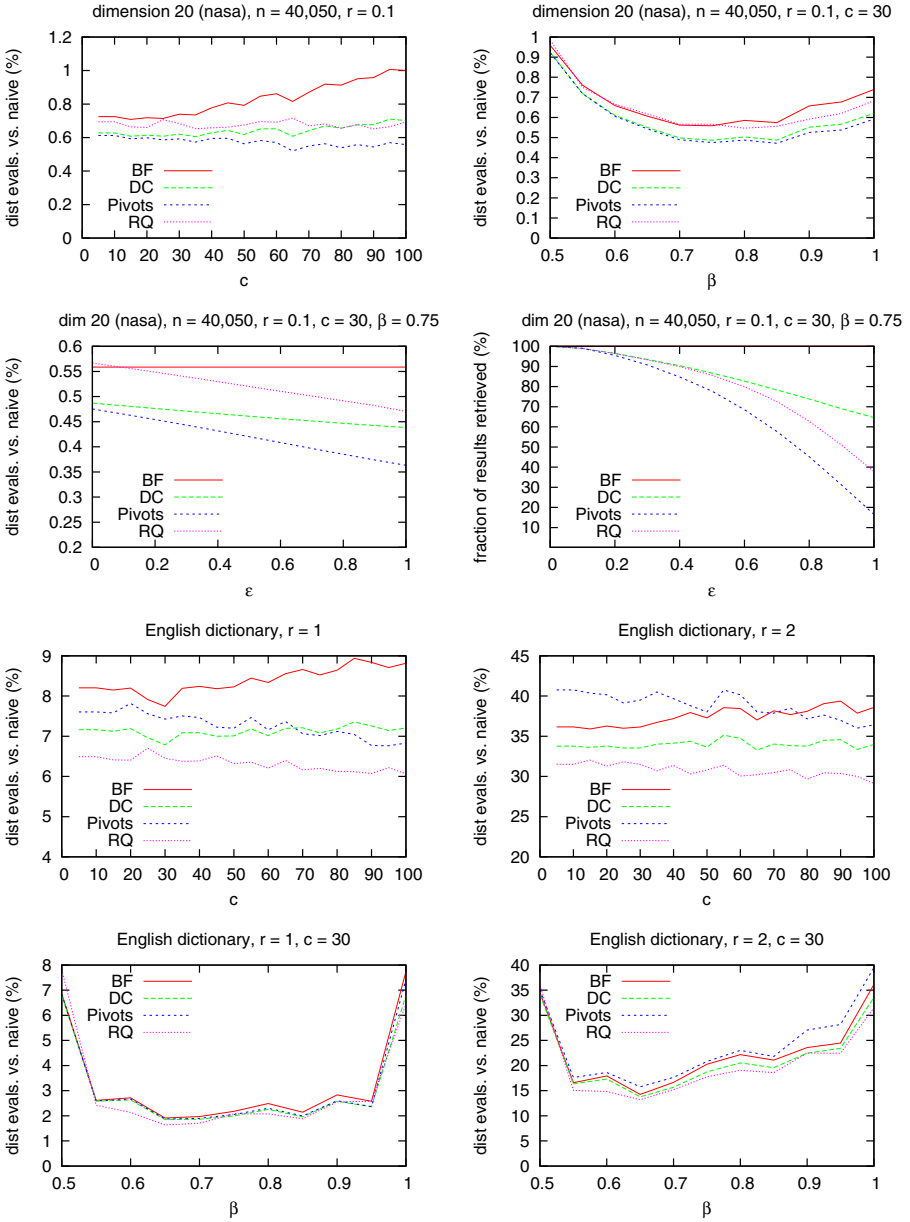 dimension 20 (nasa), n = 40,050, r = 0.1
dist evals. vs. naive (%)
1.2
1
0.8
0.6
0.4
0.2
0
BF
DC
Pivots
RQ
0 10 20 30 40 50 60 70 80 90 100
c
dimension 20 (nasa), n = 40,050, r = 0.1, c = 30
dist evals. vs. naive (%)
1
0.9
0.8
0.7
0.6
0.5
0.4
0.3
0.2
0.1
0
BF
DC
Pivots
RQ
0.5 0.6 0.7 0.8 0.9 1
β
dim 20 (nasa), n = 40,050, r = 0.1, c = 30, β = 0.75
dist evals. vs. naive (%)
0.6
0.55
0.5
0.45
0.4
0.35
0.3
0.25
0.2
BF
DC
Pivots
RQ
0 0.2 0.4 0.6 0.8 1
ε
dim 20 (nasa), n = 40,050, r = 0.1, c = 30, β = 0.75
fraction of results retrieved (%)
100
90
80
70
60
50
40
30
20
10
BF
DC
Pivots
RQ
0 0.2 0.4 0.6 0.8 1
ε
English dictionary, r = 1
dist evals. vs. naive (%)
9
8
7
6
5
4
BF
DC
Pivots
RQ
0 10 20 30 40 50 60 70 80 90 100
c
English dictionary, r = 2
dist evals. vs. naive (%)
45
40
35
30
25
20
BF
DC
Pivots
RQ
0 10 20 30 40 50 60 70 80 90 100
c
English dictionary, r = 1, c = 30
dist evals. vs. naive (%)
8
7
6
5
4
3
2
1
0
BF
DC
Pivots
RQ
0.5 0.6 0.7 0.8 0.9 1
β
English dictionary, r = 2, c = 30
dist evals. vs. naive (%)
40
35
30
25
20
15
10
5
0
BF
DC
Pivots
RQ
0.5 0.6 0.7 0.8 0.9 1
β